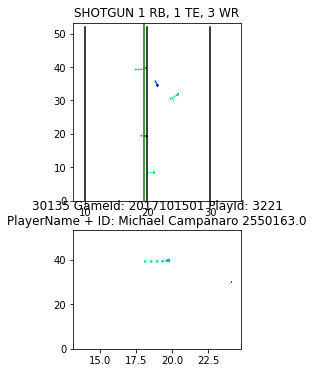 SHOTGUN 1 RB, 1 TE, 3 WR
50
40
30
20
10
0
10 20 30
30135 GameId: 2017101501 PlayId: 3221
PlayerName + ID: Michael Campanaro 2550163.0
40
20
0
15.0 17.5 20.0 22.5